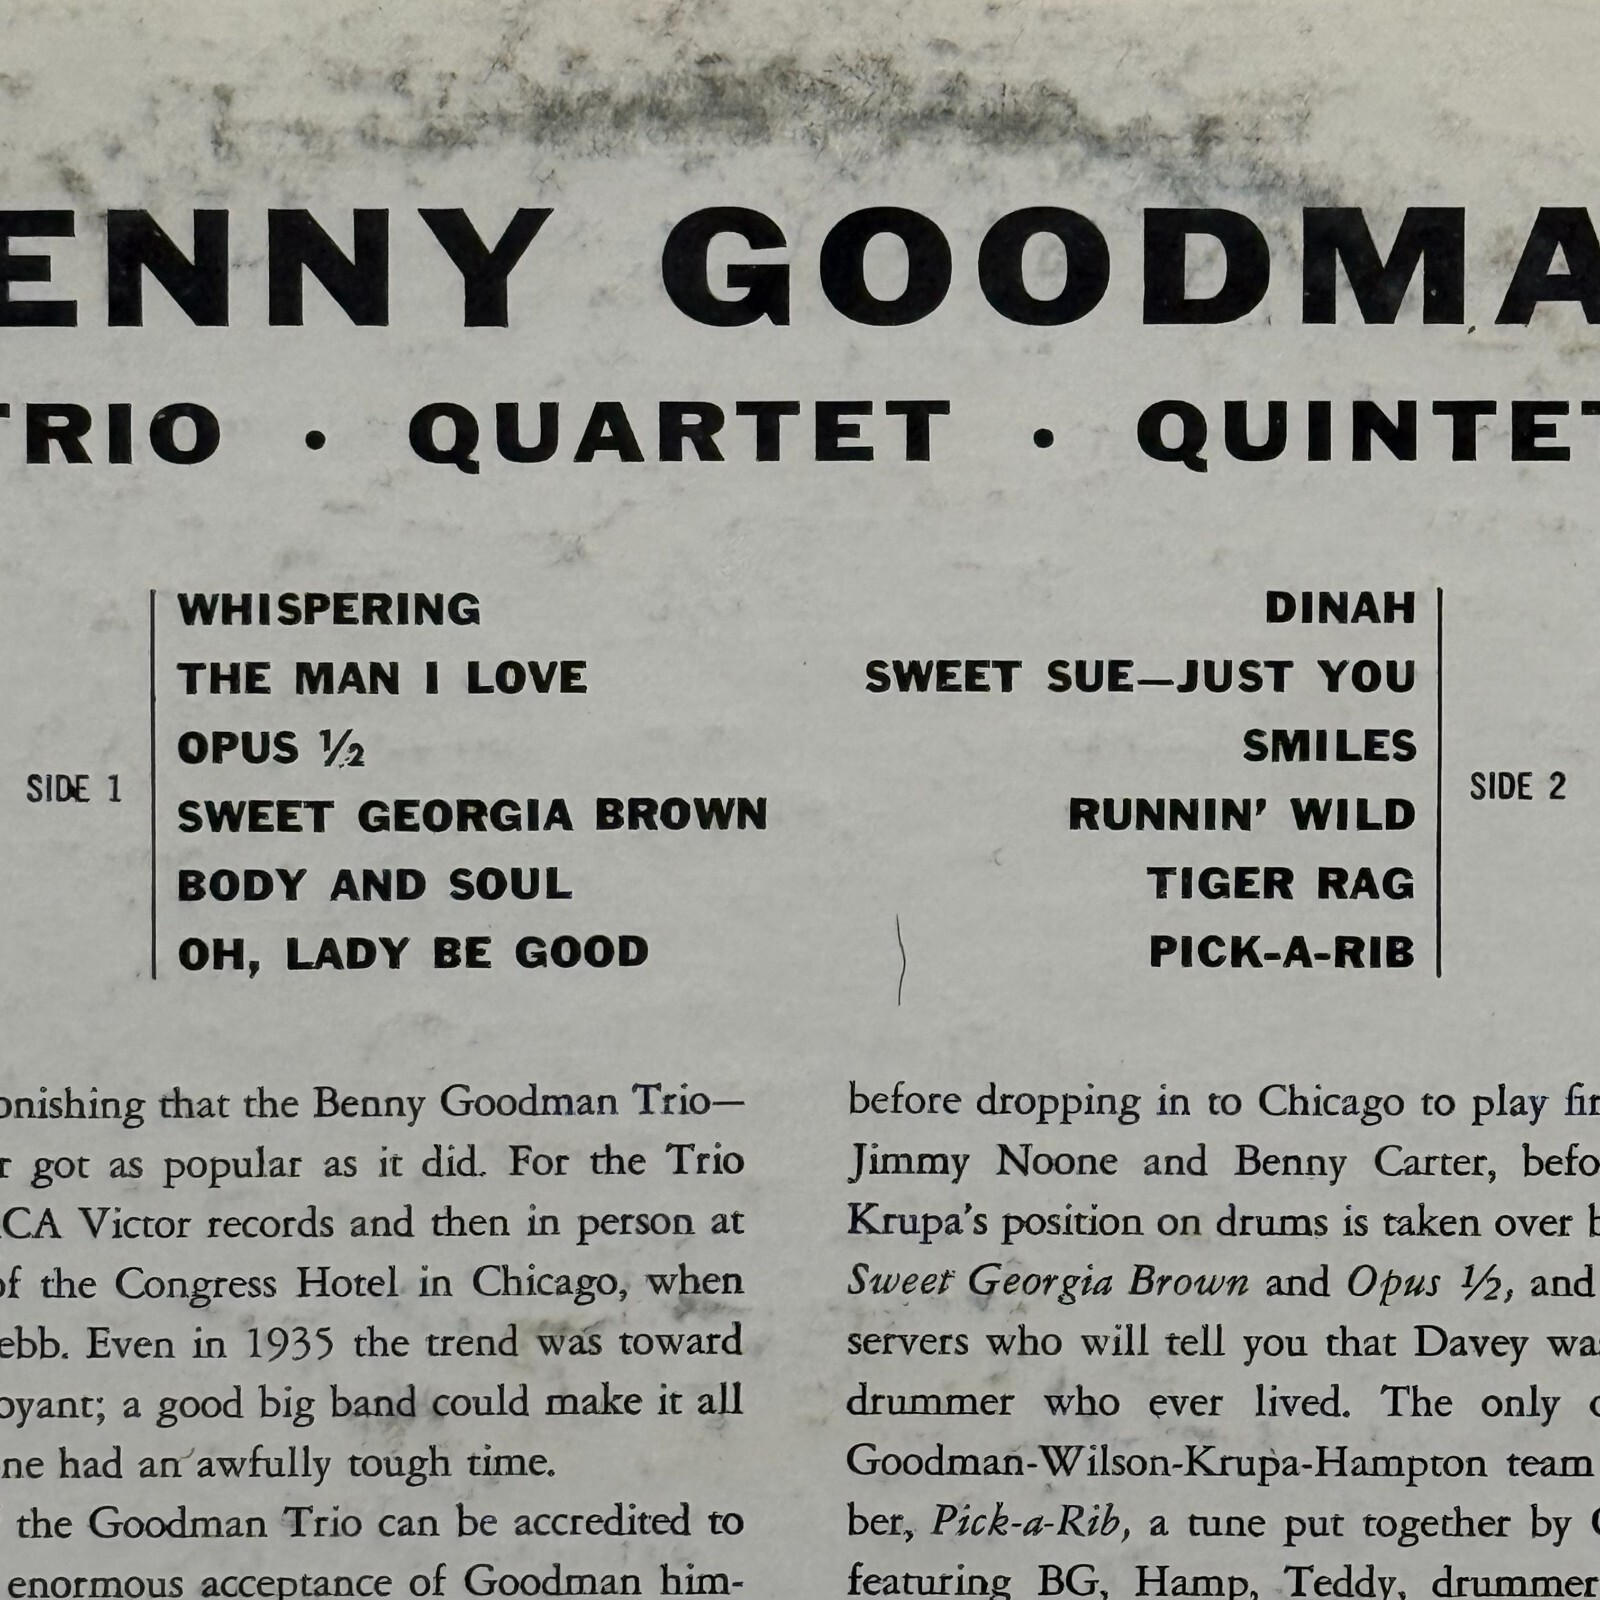 ENNY GOODMA
TRIO • QUARTET • QUINTET
SIDE 1
WHISPERING
THE MAN I LOVE
OPUS ½
SWEET GEORGIA BROWN
BODY AND SOUL
OH, LADY BE GOOD
DINAH
SWEET SUE—JUST YOU
SMILES
RUNNIN' WILD
TIGER RAG
PICK-A-RIB
SIDE 2
onishing that the Benny Goodman Trio—
r got as popular as it did. For the Trio
CA Victor records and then in person at
of the Congress Hotel in Chicago, when
ebb. Even in 1935 the trend was toward
oyant; a good big band could make it all
ne had an awfully tough time.
the Goodman Trio can be accredited to
enormous acceptance of Goodman him-
before dropping in to Chicago to play fir
Jimmy Noone and Benny Carter, befo
Krupa's position on drums is taken over b
Sweet Georgia Brown and Opus ½, and
servers who will tell you that Davey wa
drummer who ever lived. The only
Goodman-Wilson-Krupa-Hampton team
ber, Pick-a-Rib, a tune put together by
featuring BG, Hamp, Teddy, drummer